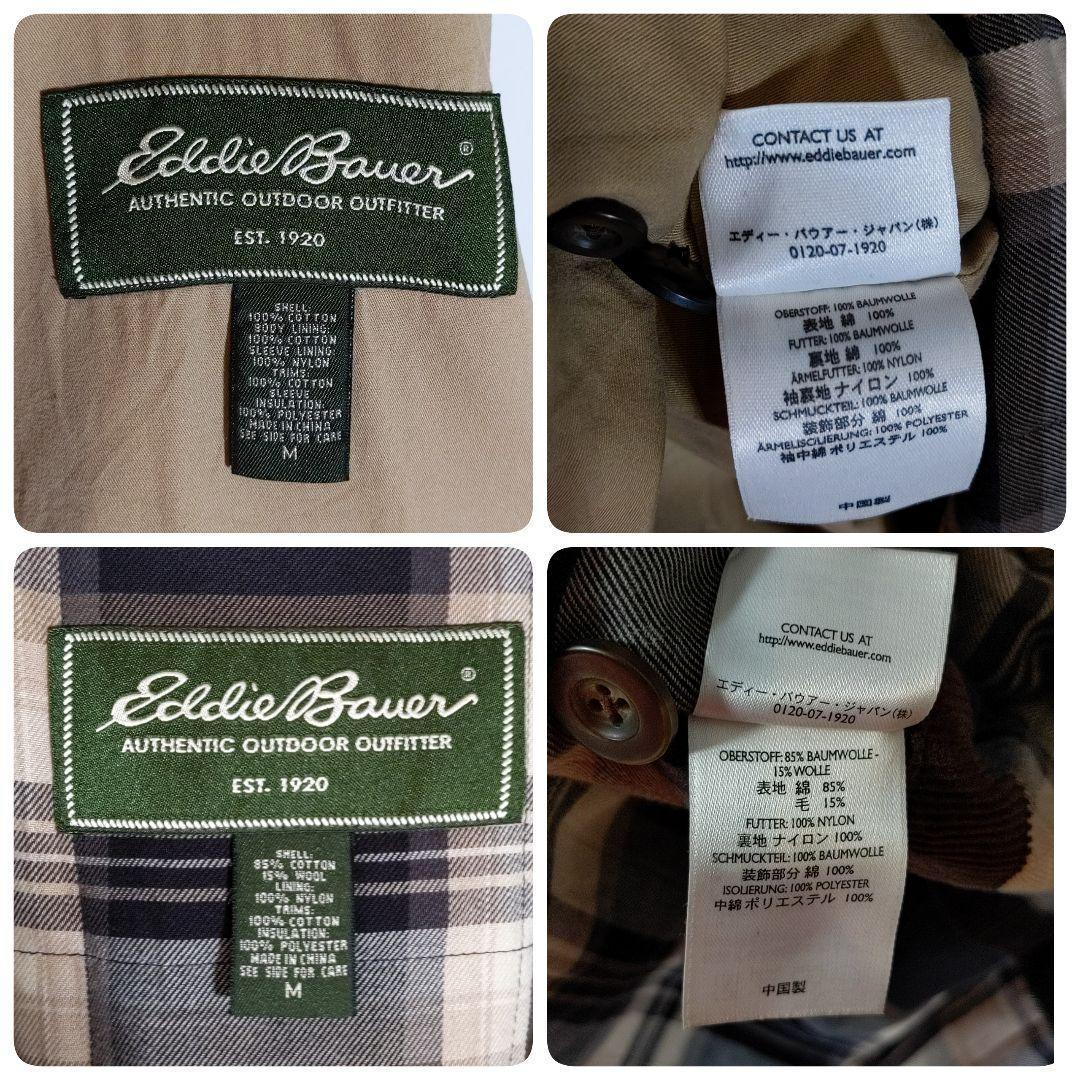 Eddie Bauer®
AUTHENTIC OUTDOOR OUTFITTER
EST. 1920
SHELL:
100% COTTON
BODY LINING:
100% COTTON
SLEEVE LINING:
100% NYLON
TRIMS:
100% COTTON
SLEEVE
INSULATION:
100% POLYESTER
MADE IN CHINA
SEE SIDE FOR CARE
M
CONTACT US AT
http://www.eddiebauer.com
エディー・バウアー・ジャパン(株)
0120-07-1920
OBERSTOFF: 100% BAUMWOLLE
表地 綿 100%
FUTTER: 100% BAUMWOLLE
裏地 綿 100%
ÄRMELFUTTER: 100% NYLON
袖裏地 ナイロン 100%
SCHMUCKTEIL: 100% BAUMWOLLE
装飾部分 綿 100%
ÄRMELISOLIERUNG: 100% POLYESTER
袖中綿 ポリエステル 100%
中国製
Eddie Bauer®
AUTHENTIC OUTDOOR OUTFITTER
EST. 1920
SHELL:
85% COTTON
15% WOOL
LINING:
100% NYLON
TRIMS:
100% COTTON
INSULATION:
100% POLYESTER
MADE IN CHINA
SEE SIDE FOR CARE
M
CONTACT US AT
http://www.eddiebauer.com
エディー・バウアー・ジャパン(株)
0120-07-1920
OBERSTOFF: 85% BAUMWOLLE -
15% WOLLE
表地 綿 85%
毛 15%
FUTTER: 100% NYLON
裏地 ナイロン 100%
SCHMUCKTEIL: 100% BAUMWOLLE
装飾部分 綿 100%
ISOLIERUNG: 100% POLYESTER
中綿 ポリエステル 100%
中国製